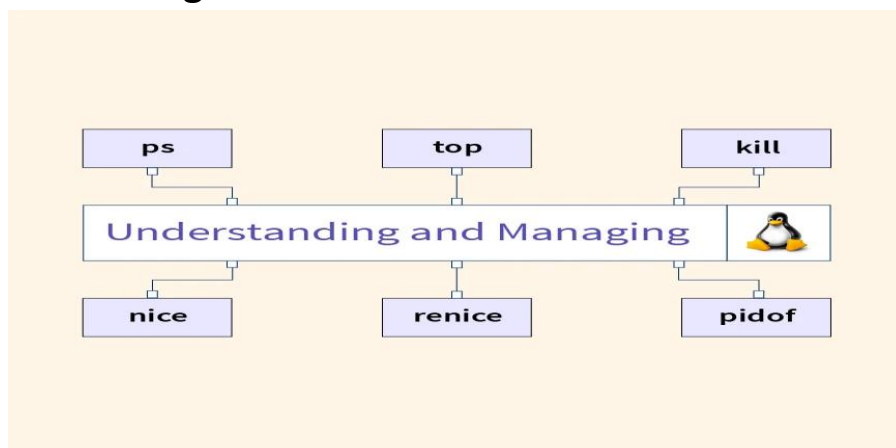 ps
top
kill
Understanding and Managing
nice
renice
pidof